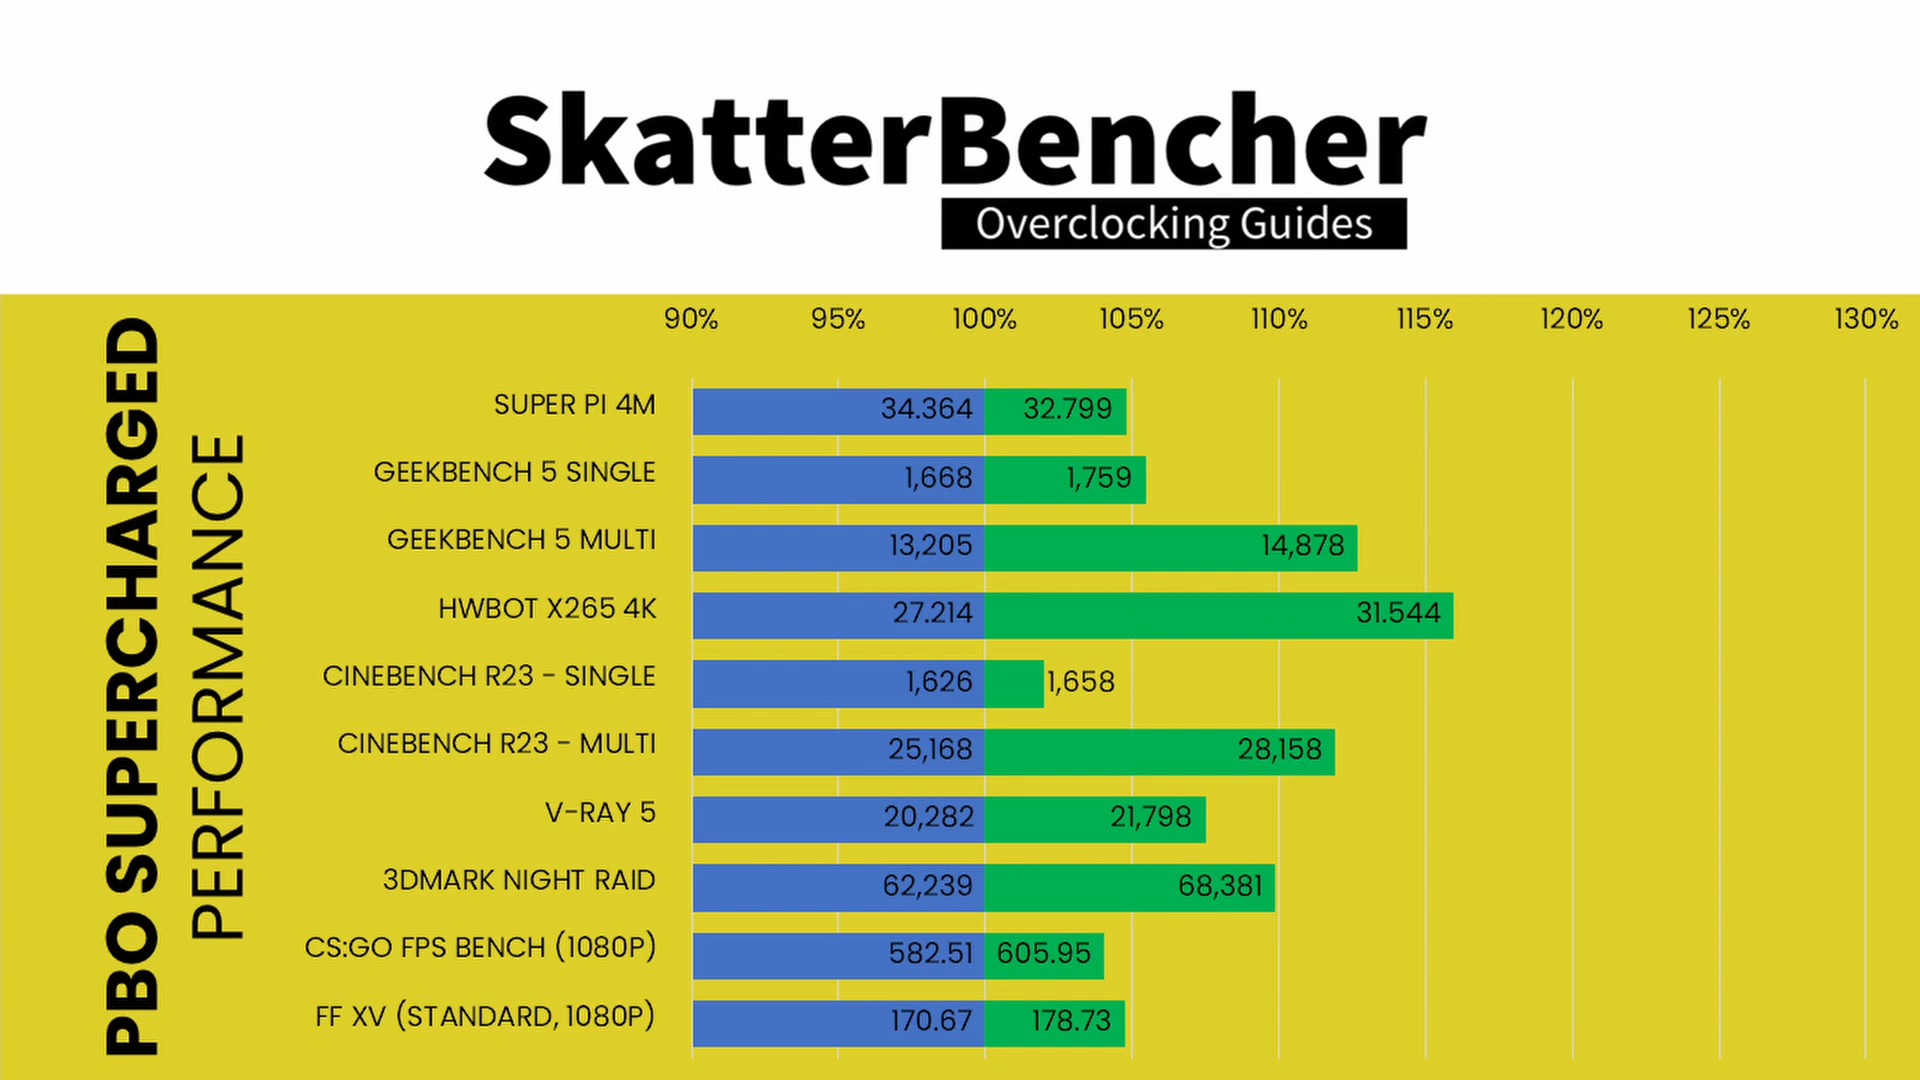 SkatterBencher
Overclocking Guides
PBO SUPERCHARGED
PERFORMANCE
90% 95% 100% 105% 110% 115% 120% 125% 130%
SUPER PI 4M 34.364 32.799
GEEKBENCH 5 SINGLE 1,668 1,759
GEEKBENCH 5 MULTI 13,205 14,878
HWBOT X265 4K 27.214 31.544
CINEBENCH R23 - SINGLE 1,626 1,658
CINEBENCH R23 - MULTI 25,168 28,158
V-RAY 5 20,282 21,798
3DMARK NIGHT RAID 62,239 68,381
CS:GO FPS BENCH (1080P) 582.51 605.95
FF XV (STANDARD, 1080P) 170.67 178.73